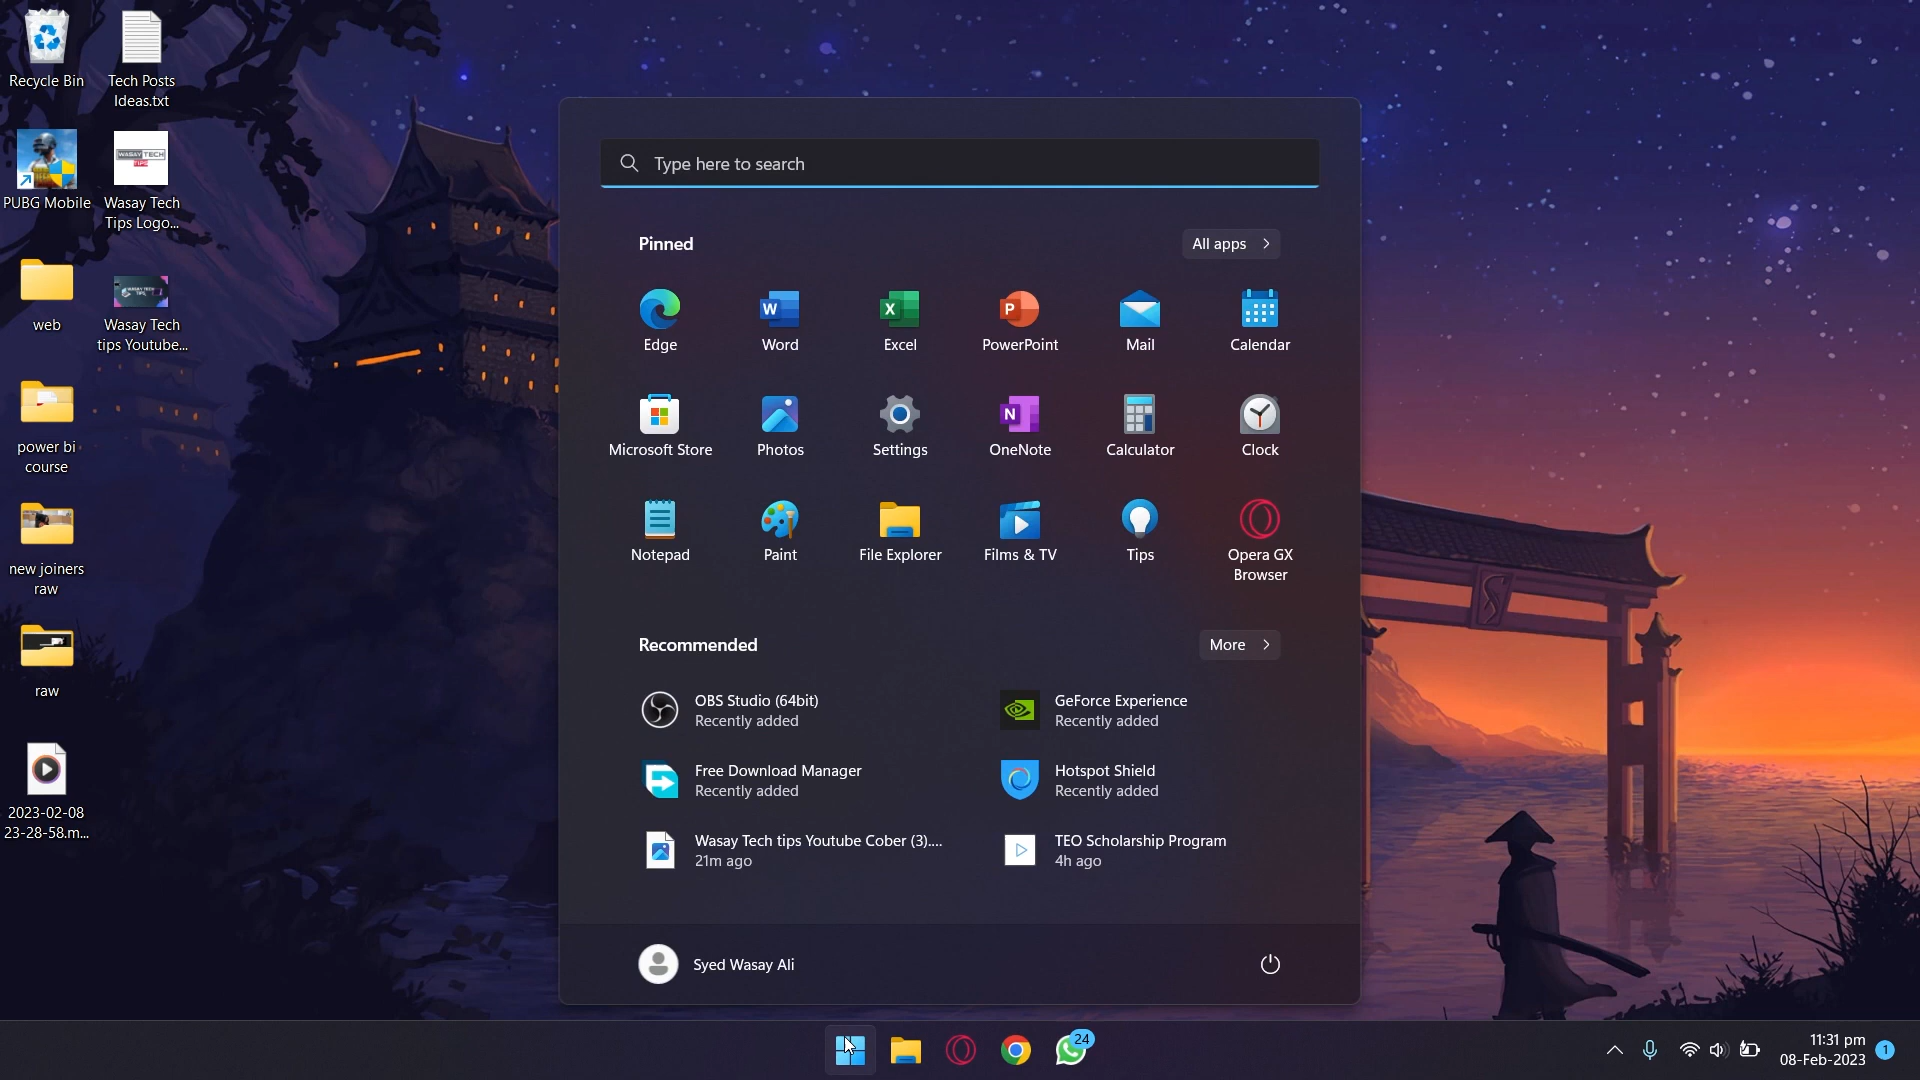 Recycle Bin
Tech Posts
Ideas.txt
PUBG Mobile
WASAY TECH
TIPS
Wasay Tech
Tips Logo...
web
Wasay Tech
tips Youtube...
power bi
course
new joiners
raw
raw
2023-02-08
23-28-58.m...
Type here to search
Pinned
All apps
Edge
Word
Excel
PowerPoint
Mail
Calendar
Microsoft Store
Photos
Settings
OneNote
Calculator
Clock
Notepad
Paint
File Explorer
Films & TV
Tips
Opera GX
Browser
Recommended
More
OBS Studio (64bit)
Recently added
GeForce Experience
Recently added
Free Download Manager
Recently added
Hotspot Shield
Recently added
Wasay Tech tips Youtube Cober (3)....
21m ago
TEO Scholarship Program
4h ago
Syed Wasay Ali
24
11:31 pm
08-Feb-2023
1